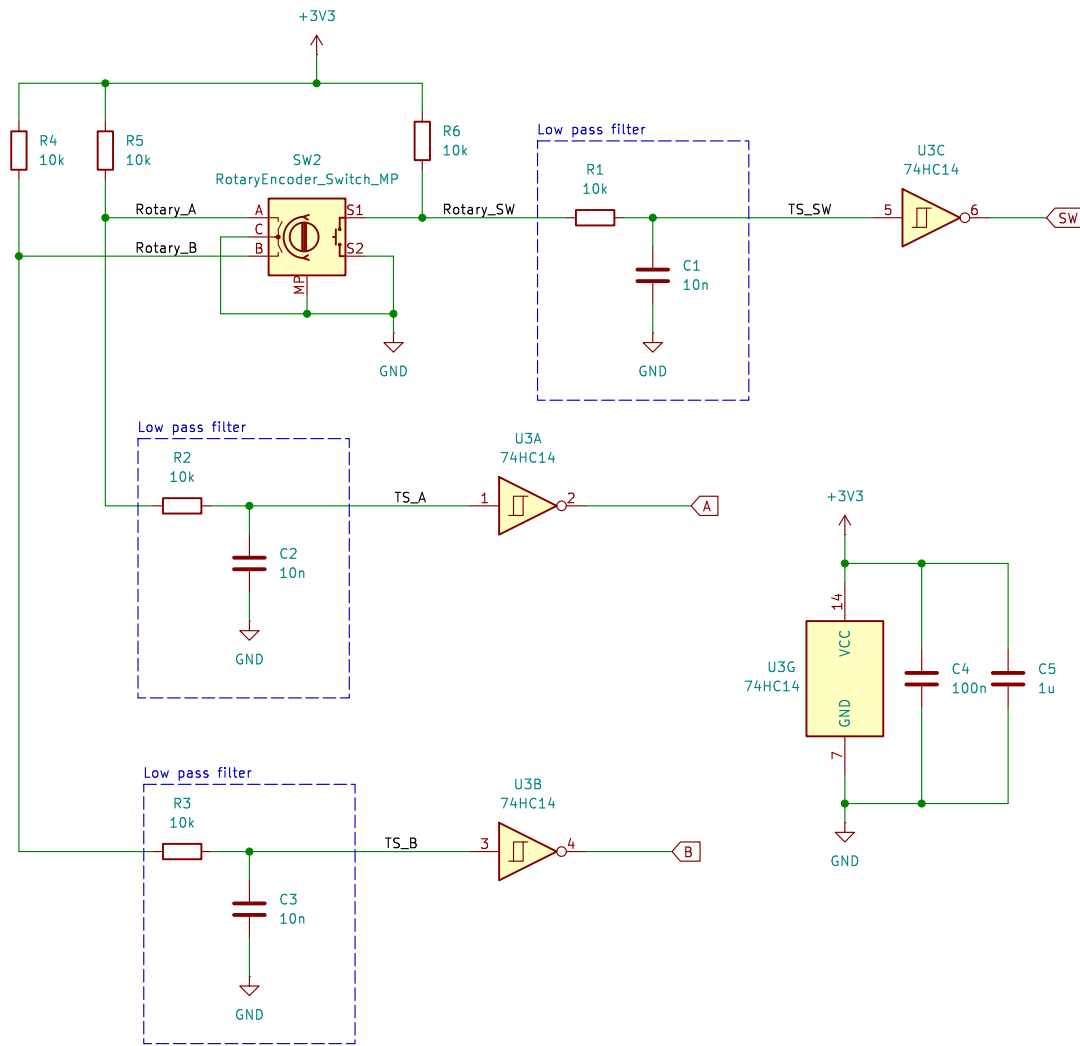 +3V3
R4
10k
R5
10k
R6
10k
SW2
RotaryEncoder_Switch_MP
Rotary_A
A
S1
Rotary_SW
C
Rotary_B
B
S2
MP
GND
Low pass filter
R1
10k
C1
10n
GND
TS_SW
U3C
74HC14
5
6
SW
Low pass filter
R2
10k
C2
10n
GND
TS_A
U3A
74HC14
1
2
A
+3V3
14
VCC
U3G
74HC14
GND
7
C4
100n
C5
1u
GND
Low pass filter
R3
10k
C3
10n
GND
TS_B
U3B
74HC14
3
4
B